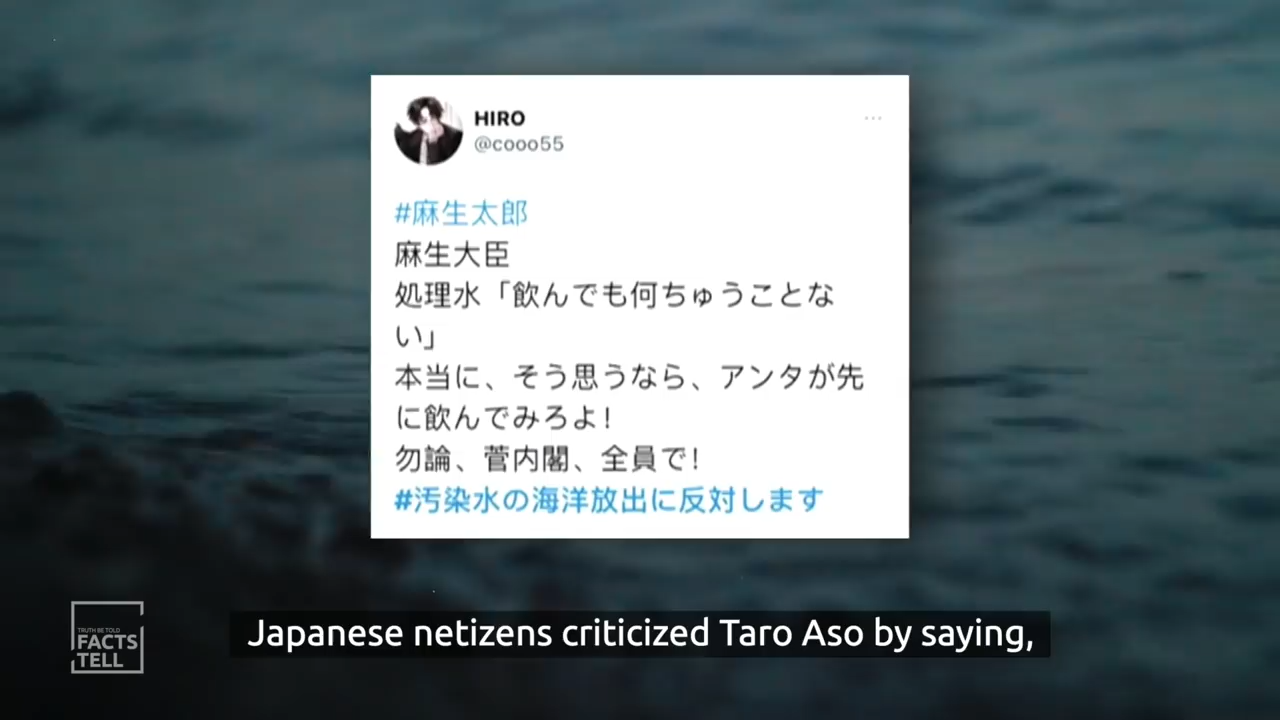 HIRO
@cooo55
#麻生太郎
麻生大臣
処理水「飲んでも何ちゅうことな
い」
本当に、そう思うなら、アンタが先
に飲んでみろよ!
勿論、菅内閣、全員で!
#汚染水の海洋放出に反対します
TRUTH BE TOLD
FACTS
TELL
Japanese netizens criticized Taro Aso by saying,